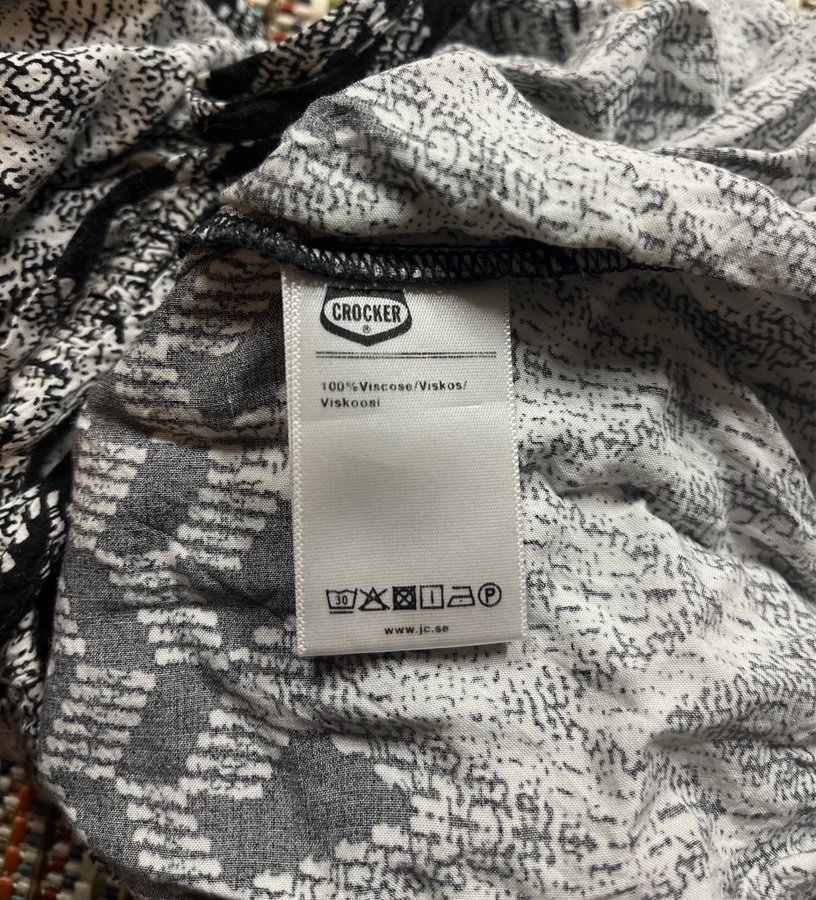 CROCKER
®
100%Viscose/Viskos/
Viskoosi
30 P
www.jc.se